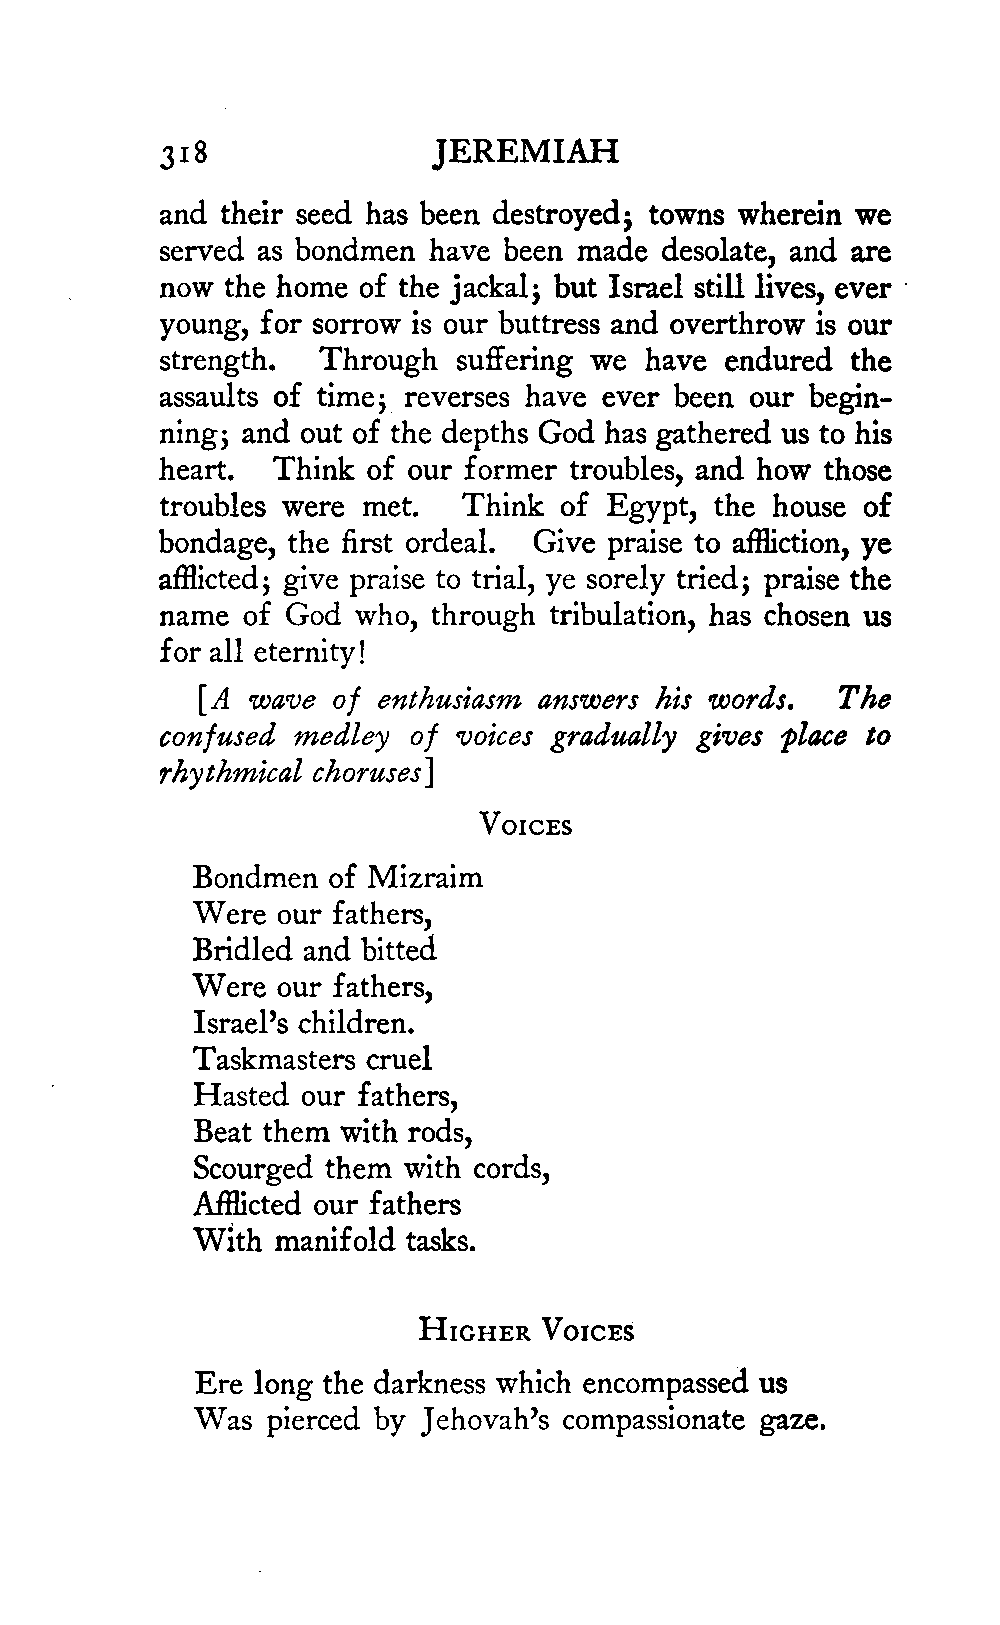 318 JEREMIAH
and their seed has been destroyed; towns wherein we
served as bondmen have been made desolate, and are
now the home of the jackal; but Israel still lives, ever
young, for sorrow is our buttress and overthrow is our
strength. Through suffering we have endured the
assaults of time; reverses have ever been our begin-
ning; and out of the depths God has gathered us to his
heart. Think of our former troubles, and how those
troubles were met. Think of Egypt, the house of
bondage, the first ordeal. Give praise to affliction, ye
afflicted; give praise to trial, ye sorely tried; praise the
name of God who, through tribulation, has chosen us
for all eternity!
[A wave of enthusiasm answers his words. The
confused medley of voices gradually gives place to
rhythmical choruses]
VOICES
Bondmen of Mizraim
Were our fathers,
Bridled and bitted
Were our fathers,
Israel's children.
Taskmasters cruel
Hasted our fathers,
Beat them with rods,
Scourged them with cords,
Afflicted our fathers
With manifold tasks.
HIGHER VOICES
Ere long the darkness which encompassed us
Was pierced by Jehovah's compassionate gaze.